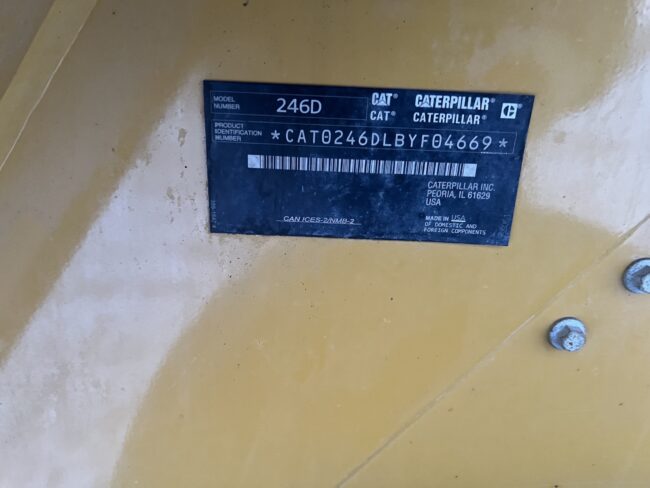 MODEL
NUMBER
246D
CAT® CATERPILLAR®
CAT® CATERPILLAR®
PRODUCT
IDENTIFICATION
NUMBER
*CAT0246DLBYF04669*
CATERPILLAR INC.
PEORIA, IL 61629
USA
CAN ICES-2/NMB-2
MADE IN USA
OF DOMESTIC AND
FOREIGN COMPONENTS